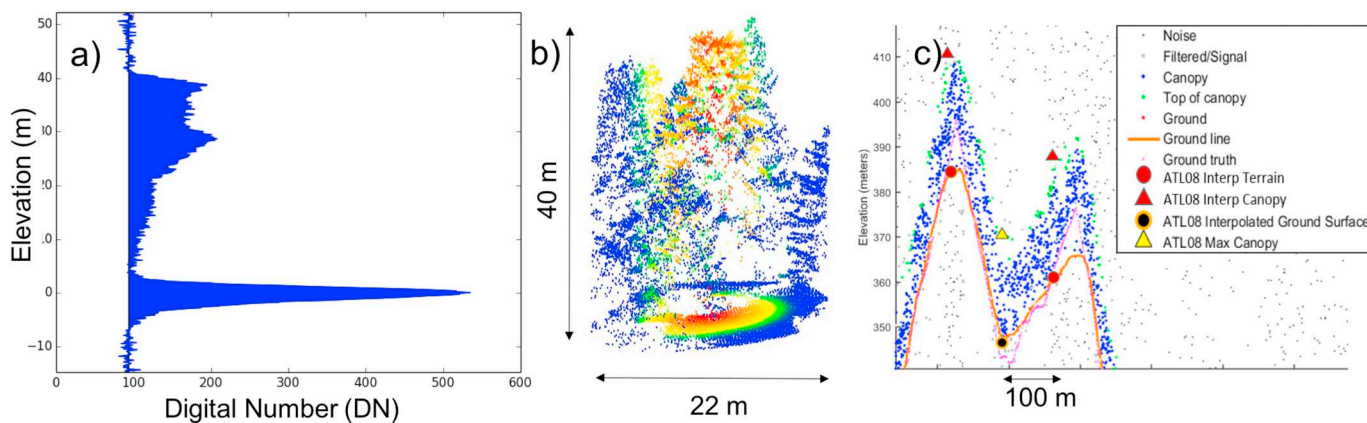 a)
Elevation (m)
50
40
30
20
10
0
−10
0 100 200 300 400 500 600
Digital Number (DN)
b)
40 m
22 m
c)
Elevation (meters)
410
400
390
380
370
360
350
100 m
Noise
Filtered/Signal
Canopy
Top of canopy
Ground
Ground line
Ground truth
ATL08 Interp Terrain
ATL08 Interp Canopy
ATL08 Interpolated Ground Surface
ATL08 Max Canopy